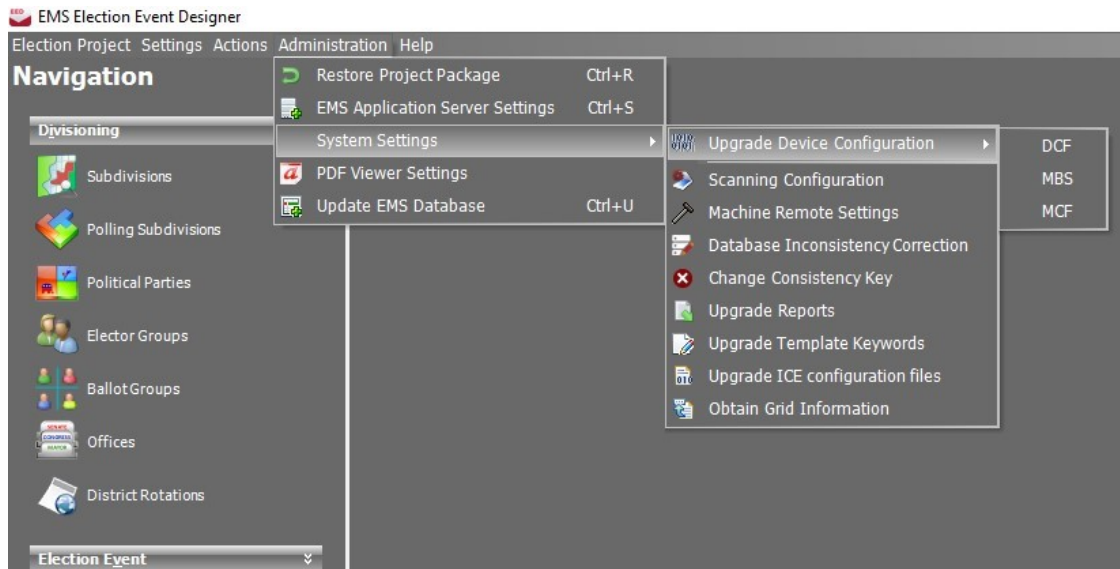 EMS Election Event Designer
Election Project Settings Actions Administration Help
Navigation
Divisioning
Subdivisions
Polling Subdivisions
Political Parties
Elector Groups
Ballot Groups
Offices
District Rotations
Election Event
Restore Project Package Ctrl+R
EMS Application Server Settings Ctrl+S
System Settings
PDF Viewer Settings
Update EMS Database Ctrl+U
Upgrade Device Configuration
Scanning Configuration
Machine Remote Settings
Database Inconsistency Correction
Change Consistency Key
Upgrade Reports
Upgrade Template Keywords
Upgrade ICE configuration files
Obtain Grid Information
DCF
MBS
MCF